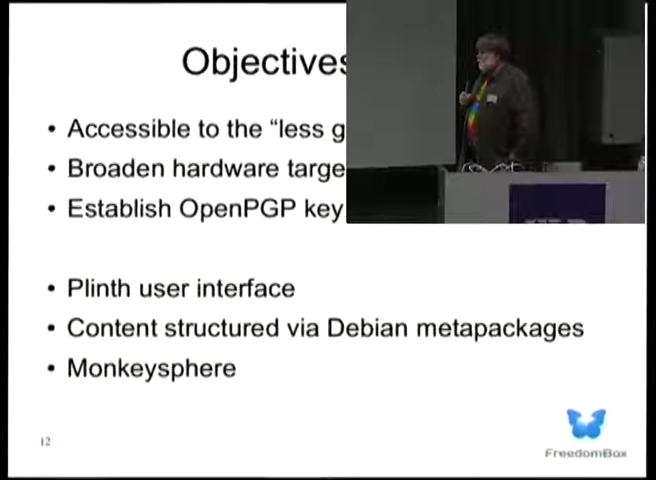 Objectives
• Accessible to the “less g
• Broaden hardware targe
• Establish OpenPGP key
• Plinth user interface
• Content structured via Debian metapackages
• Monkeysphere
12
FreedomBox